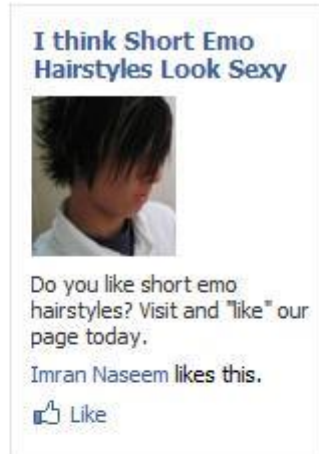 I think Short Emo
Hairstyles Look Sexy
Do you like short emo
hairstyles? Visit and "like" our
page today.
Imran Naseem likes this.
Like